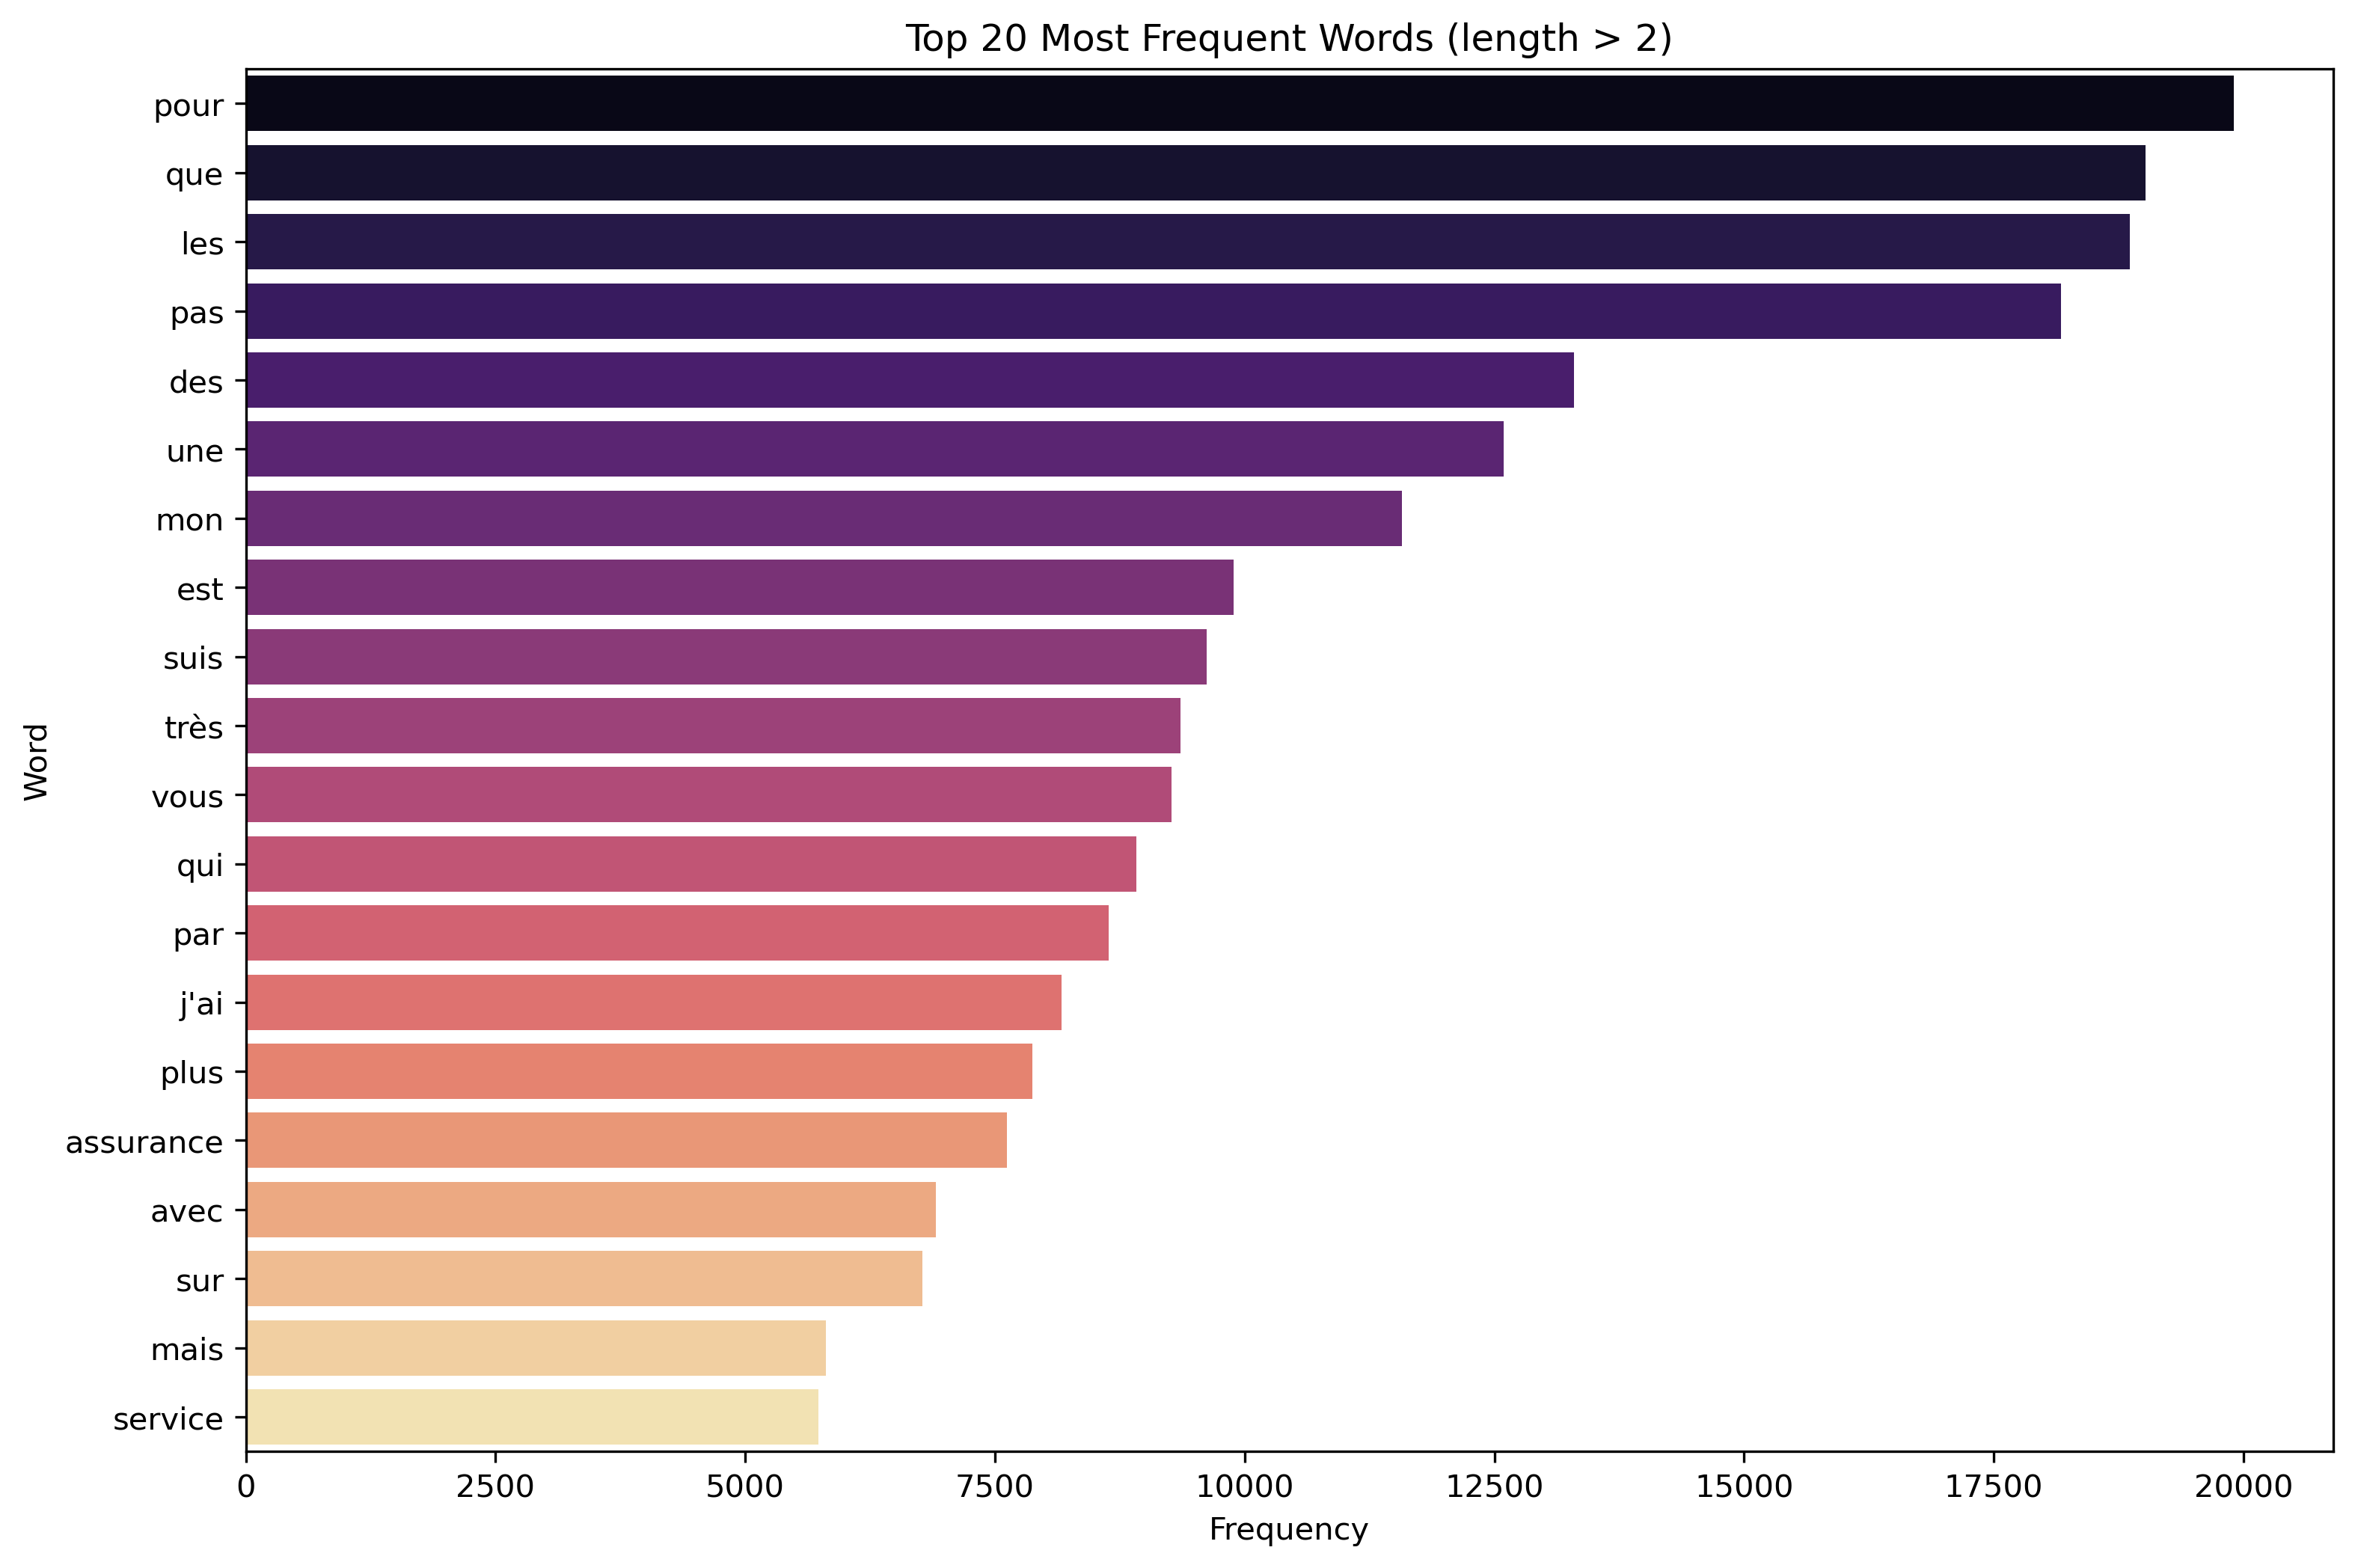 Top 20 Most Frequent Words (length > 2)
Word
pour
que
les
pas
des
une
mon
est
suis
très
vous
qui
par
j'ai
plus
assurance
avec
sur
mais
service
0 2500 5000 7500 10000 12500 15000 17500 20000
Frequency